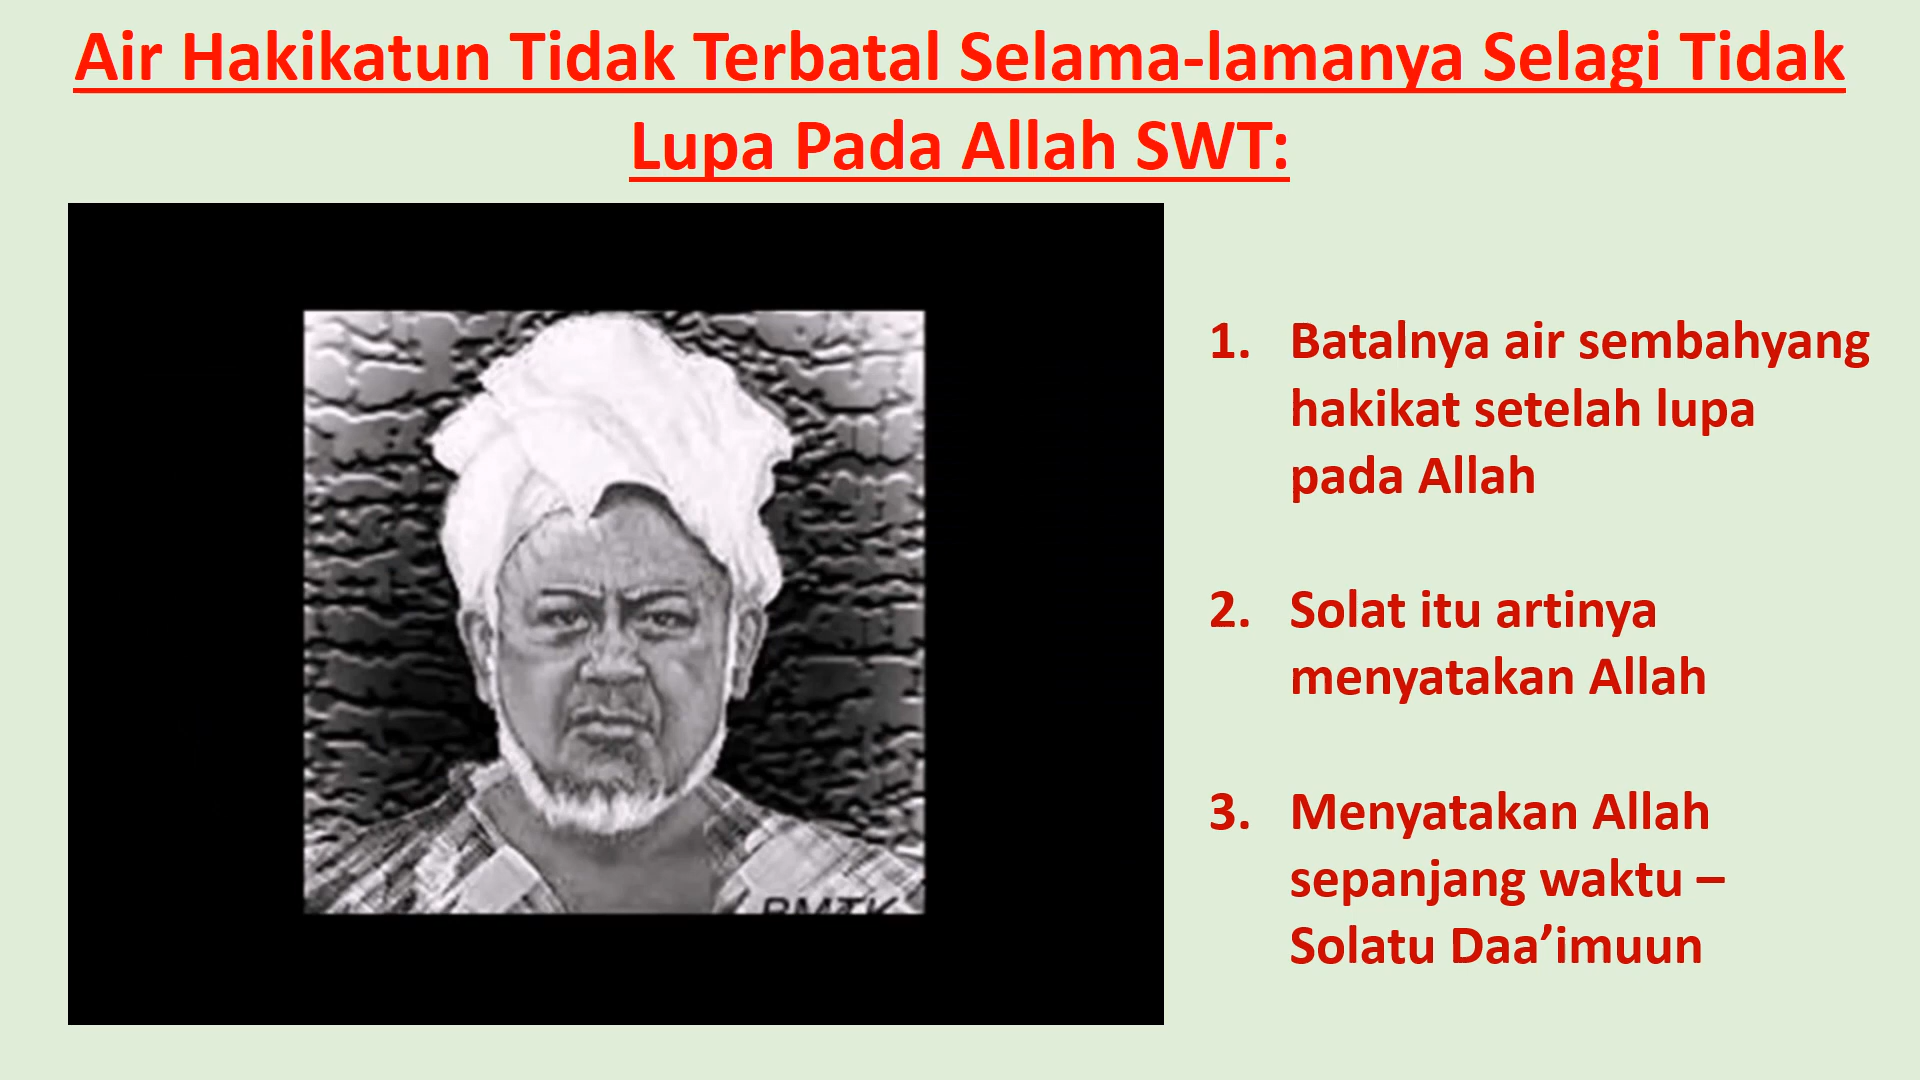 Air Hakikatun Tidak Terbatal Selama-lamanya Selagi Tidak
Lupa Pada Allah SWT:
1. Batalnya air sembahyang
hakikat setelah lupa
pada Allah
2. Solat itu artinya
menyatakan Allah
3. Menyatakan Allah
sepanjang waktu –
Solatu Daa’imuun